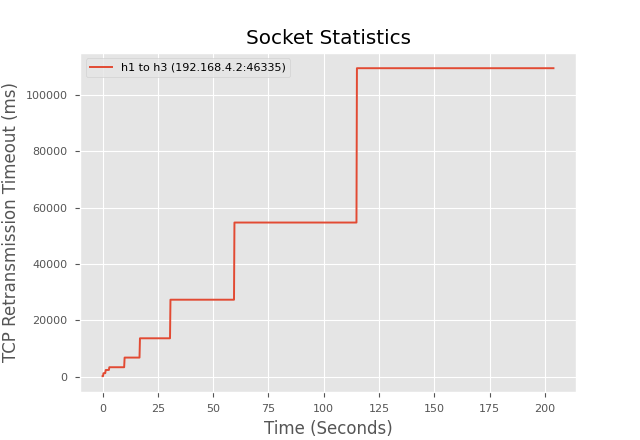 Socket Statistics
h1 to h3 (192.168.4.2:46335)
TCP Retransmission Timeout (ms)
100000
80000
60000
40000
20000
0
0 25 50 75 100 125 150 175 200
Time (Seconds)